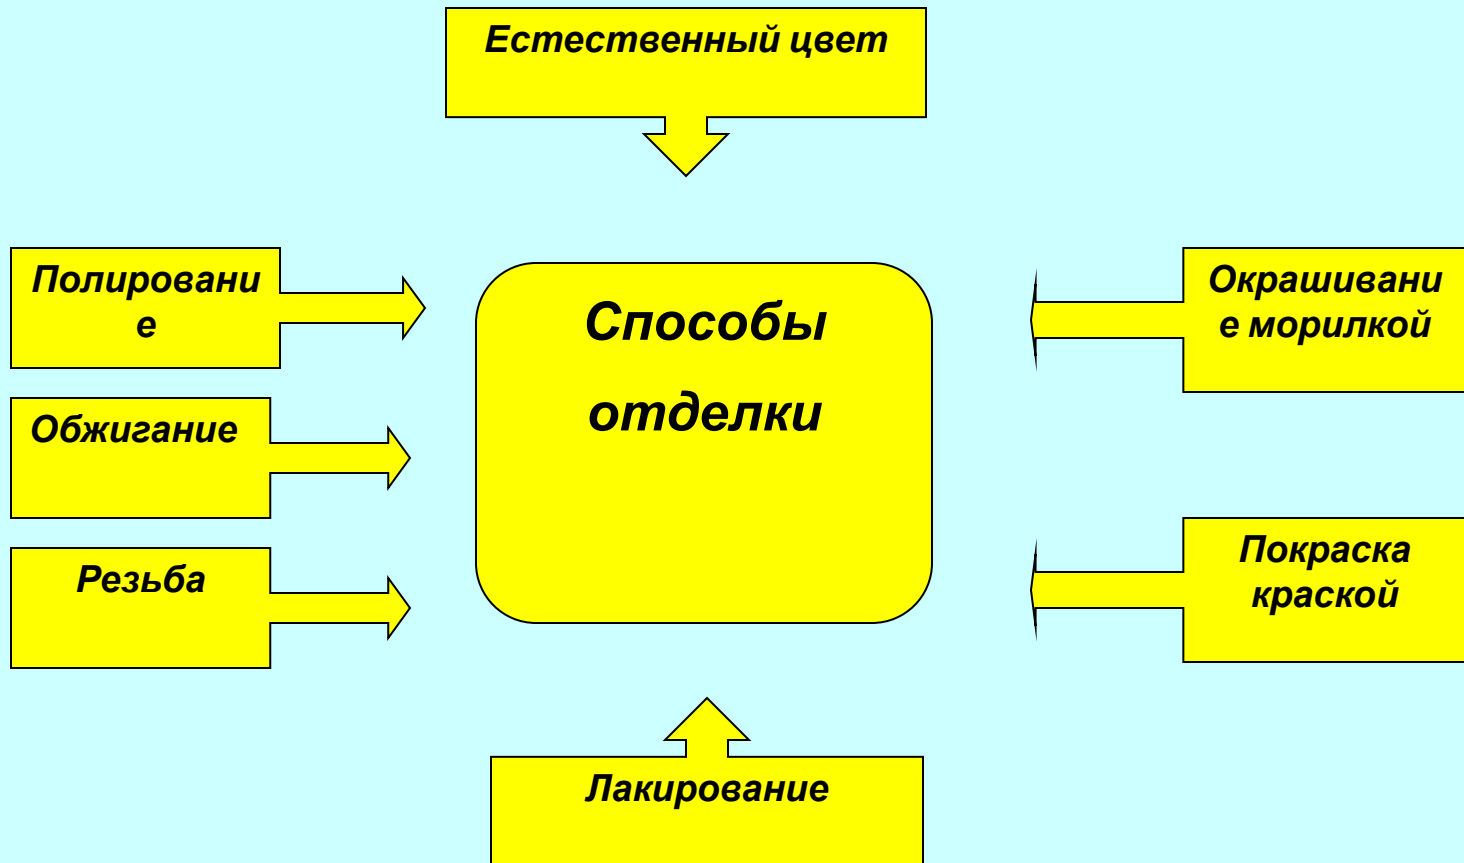 Естественный цвет
Полировани
е
Обжигание
Резьба
Способы
отделки
Окрашивани
е морилкой
Покраска
краской
Лакирование